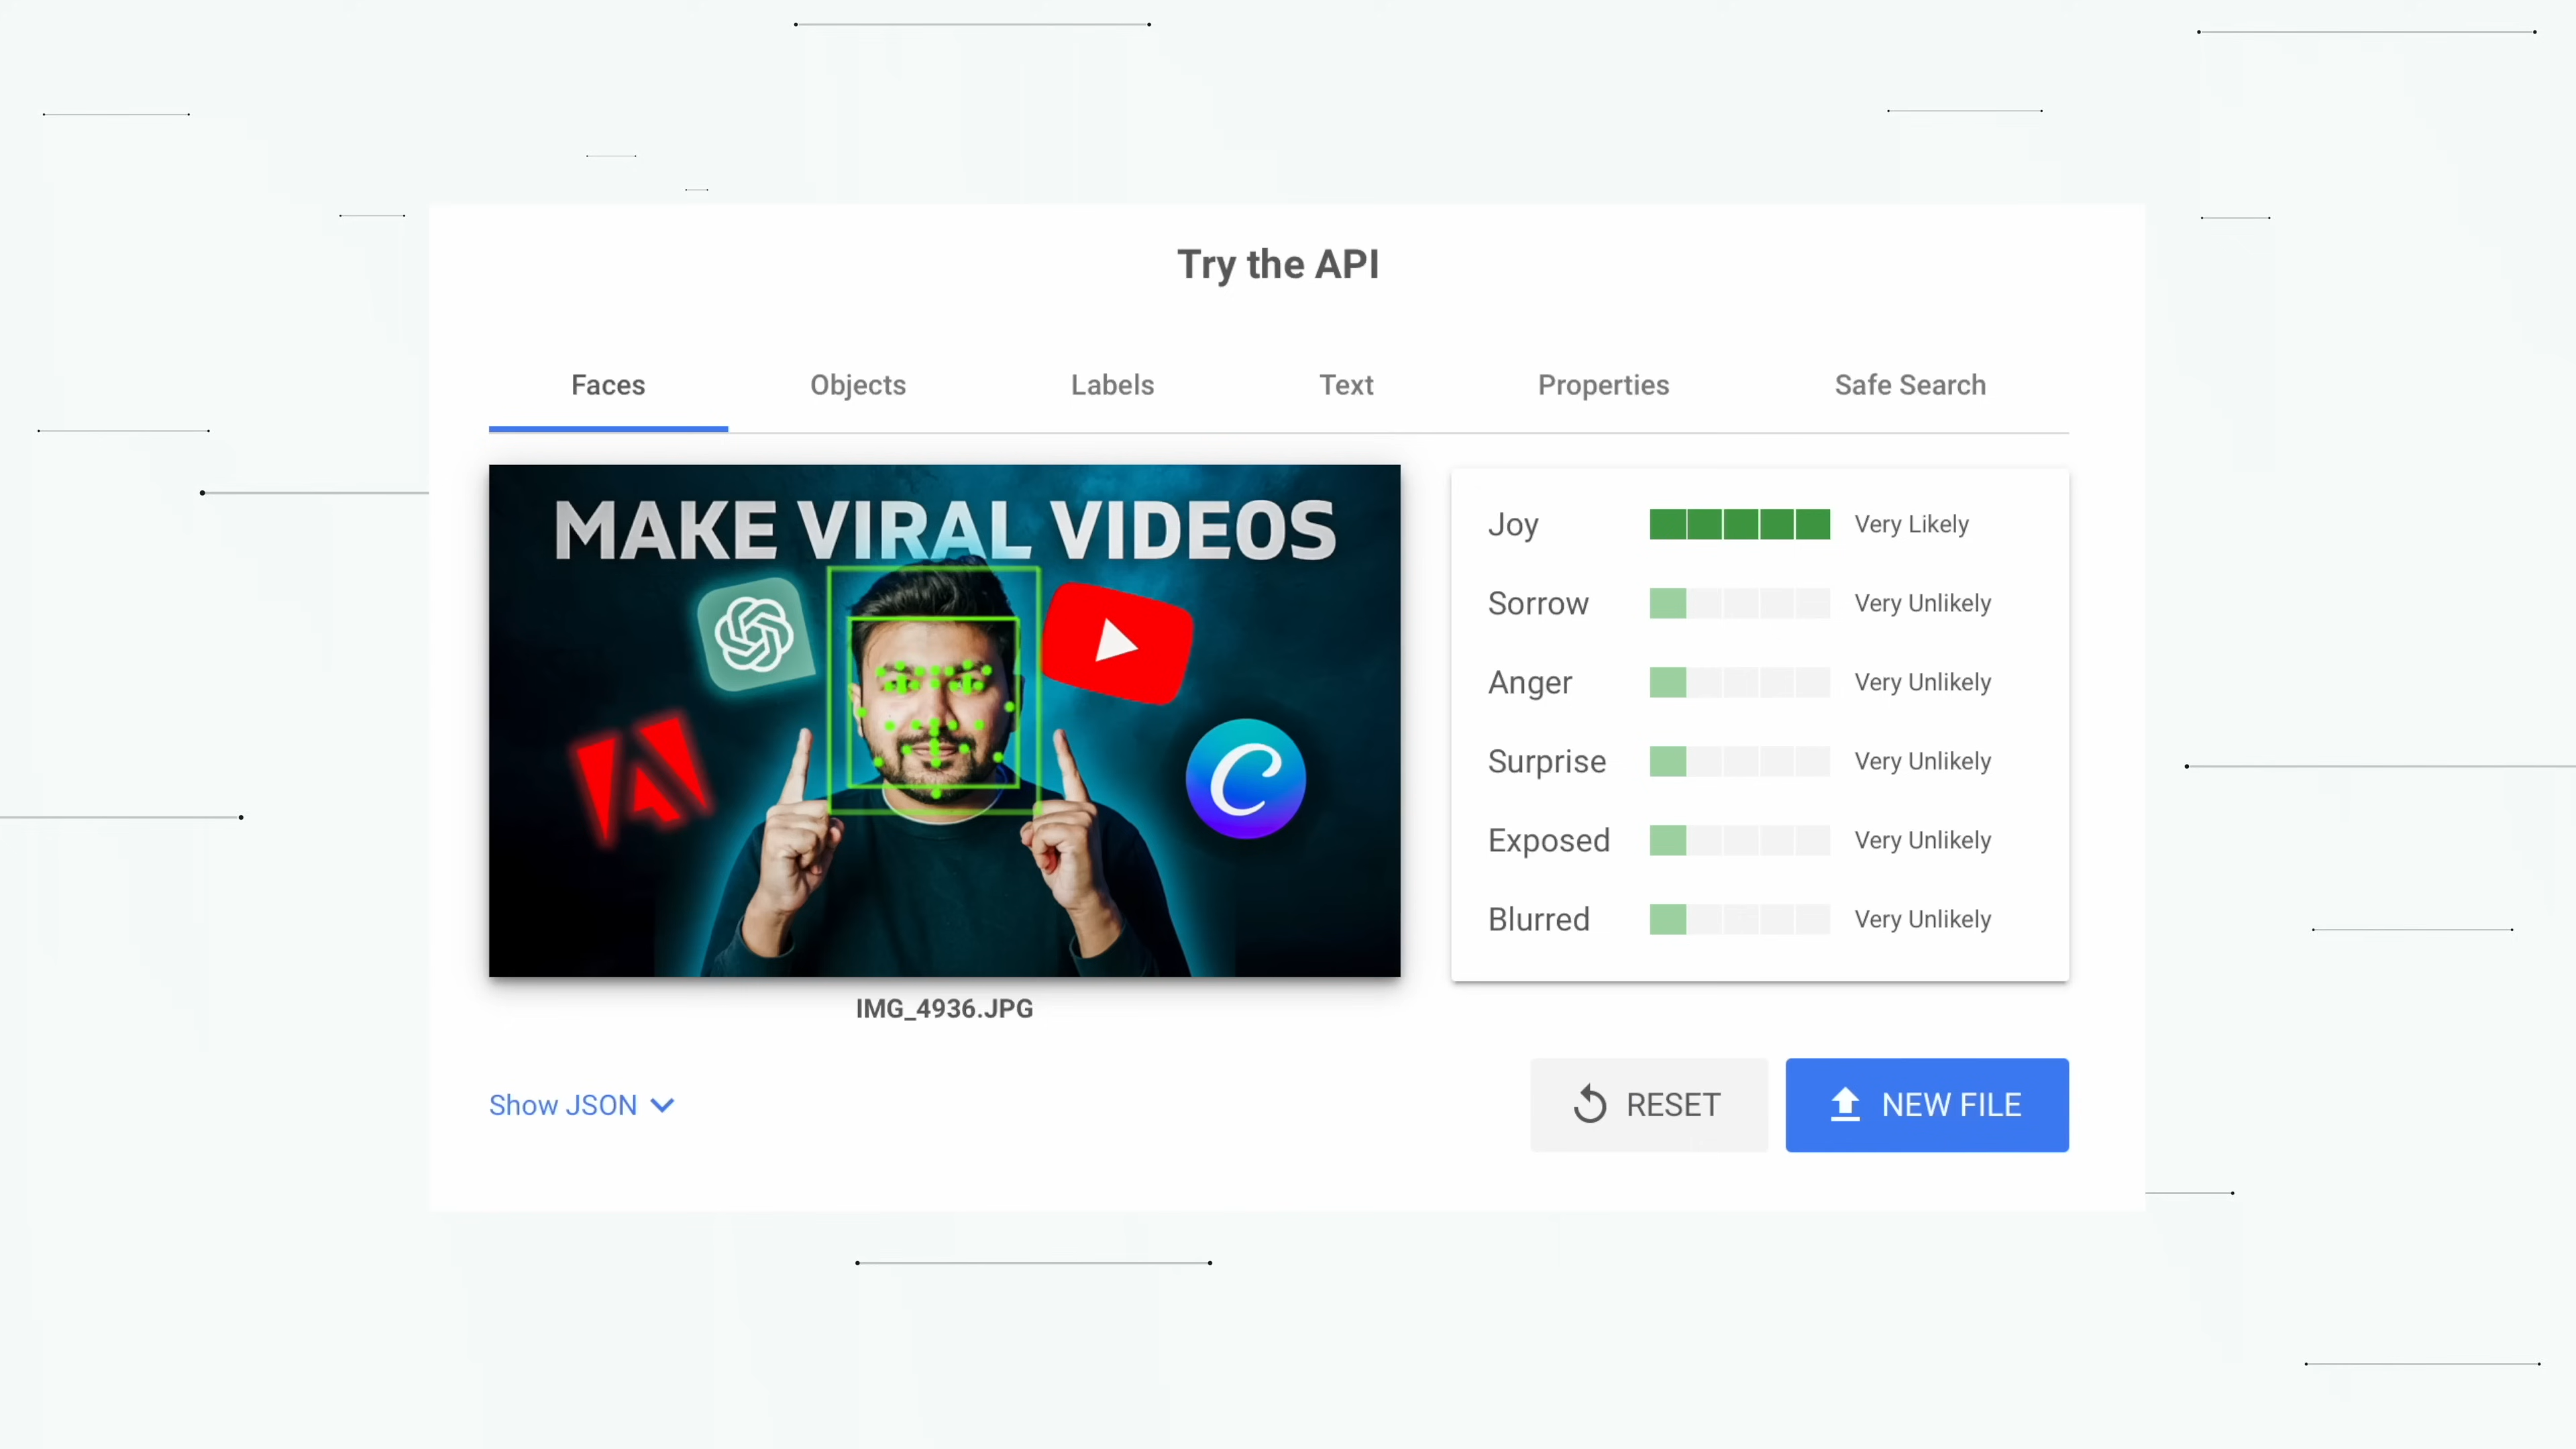 Try the API
Faces Objects Labels Text Properties Safe Search
MAKE VIRAL VIDEOS
C
IMG_4936.JPG
Joy Very Likely
Sorrow Very Unlikely
Anger Very Unlikely
Surprise Very Unlikely
Exposed Very Unlikely
Blurred Very Unlikely
Show JSON
RESET
NEW FILE